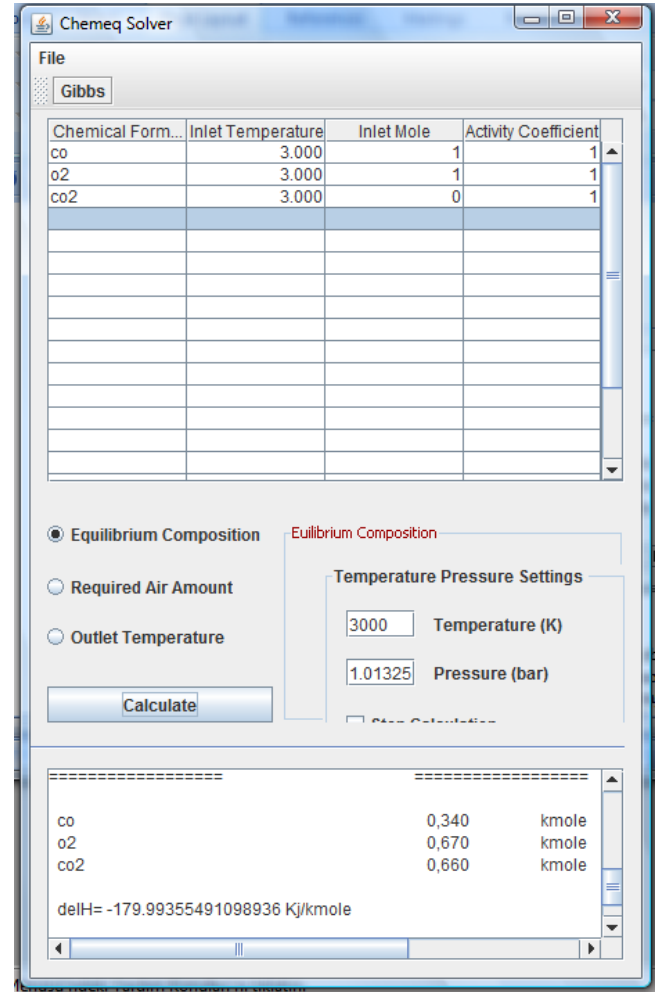 Chemeq Solver
File
Gibbs
Chemical Form... Inlet Temperature Inlet Mole Activity Coefficient
co 3.000 1 1
o2 3.000 1 1
co2 3.000 0 1
Equilibrium Composition
Required Air Amount
Outlet Temperature
Calculate
Euilibrium Composition
Temperature Pressure Settings
3000 Temperature (K)
1.01325 Pressure (bar)
================== ==================
co 0,340 kmole
o2 0,670 kmole
co2 0,660 kmole
delH= -179.99355491098936 Kj/kmole